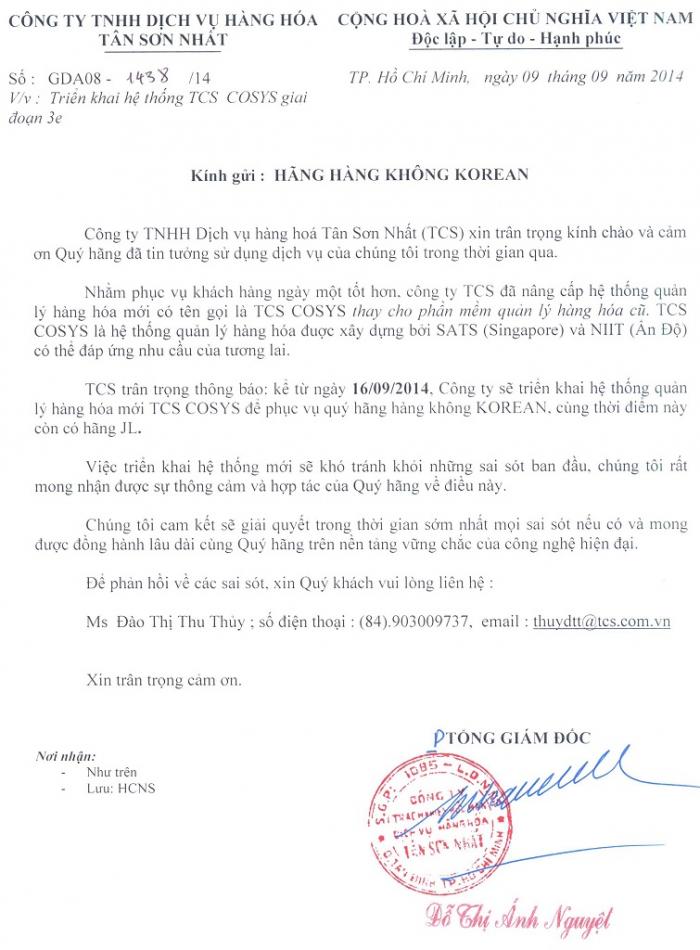 CÔNG TY TNHH DỊCH VỤ HÀNG HÓA
TÂN SƠN NHẤT
CỘNG HOÀ XÃ HỘI CHỦ NGHĨA VIỆT NAM
Độc lập - Tự do - Hạnh phúc
Số : GDA08 - 1438 /14
TP. Hồ Chí Minh, ngày 09 tháng 09 năm 2014
V/v : Triển khai hệ thống TCS COSYS giai
đoạn 3e
Kính gửi : HÃNG HÀNG KHÔNG KOREAN
Công ty TNHH Dịch vụ hàng hoá Tân Sơn Nhất (TCS) xin trân trọng kính chào và cảm
ơn Quý hãng đã tin tưởng sử dụng dịch vụ của chúng tôi trong thời gian qua.
Nhằm phục vụ khách hàng ngày một tốt hơn, công ty TCS đã nâng cấp hệ thống quản
lý hàng hóa mới có tên gọi là TCS COSYS thay cho phần mềm quản lý hàng hóa cũ. TCS
COSYS là hệ thống quản lý hàng hóa được xây dựng bởi SATS (Singapore) và NIIT (Ấn Độ)
có thể đáp ứng nhu cầu của tương lai.
TCS trân trọng thông báo: kể từ ngày 16/09/2014, Công ty sẽ triển khai hệ thống quản
lý hàng hóa mới TCS COSYS để phục vụ quý hãng hàng không KOREAN, cùng thời điểm này
còn có hãng JL.
Việc triển khai hệ thống mới sẽ khó tránh khỏi những sai sót ban đầu, chúng tôi rất
mong nhận được sự thông cảm và hợp tác của Quý hãng về điều này.
Chúng tôi cam kết sẽ giải quyết trong thời gian sớm nhất mọi sai sót nếu có và mong
được đồng hành lâu dài cùng Quý hãng trên nền tảng vững chắc của công nghệ hiện đại.
Để phản hồi về các sai sót, xin Quý khách vui lòng liên hệ :
Ms Đào Thị Thu Thủy ; số điện thoại : (84).903009737, email : thuydtt@tcs.com.vn
Xin trân trọng cảm ơn.
PTỔNG GIÁM ĐỐC
Nơi nhận:
- Như trên
- Lưu: HCNS
S.G.P: 1085 - L.D.N
CÔNG TY
DỊCH VỤ HÀNG HÓA
TÂN SƠN NHẤT
Q.TÂN BÌNH TP.HỒ CHÍ MINH
Đỗ Thị Ánh Nguyệt